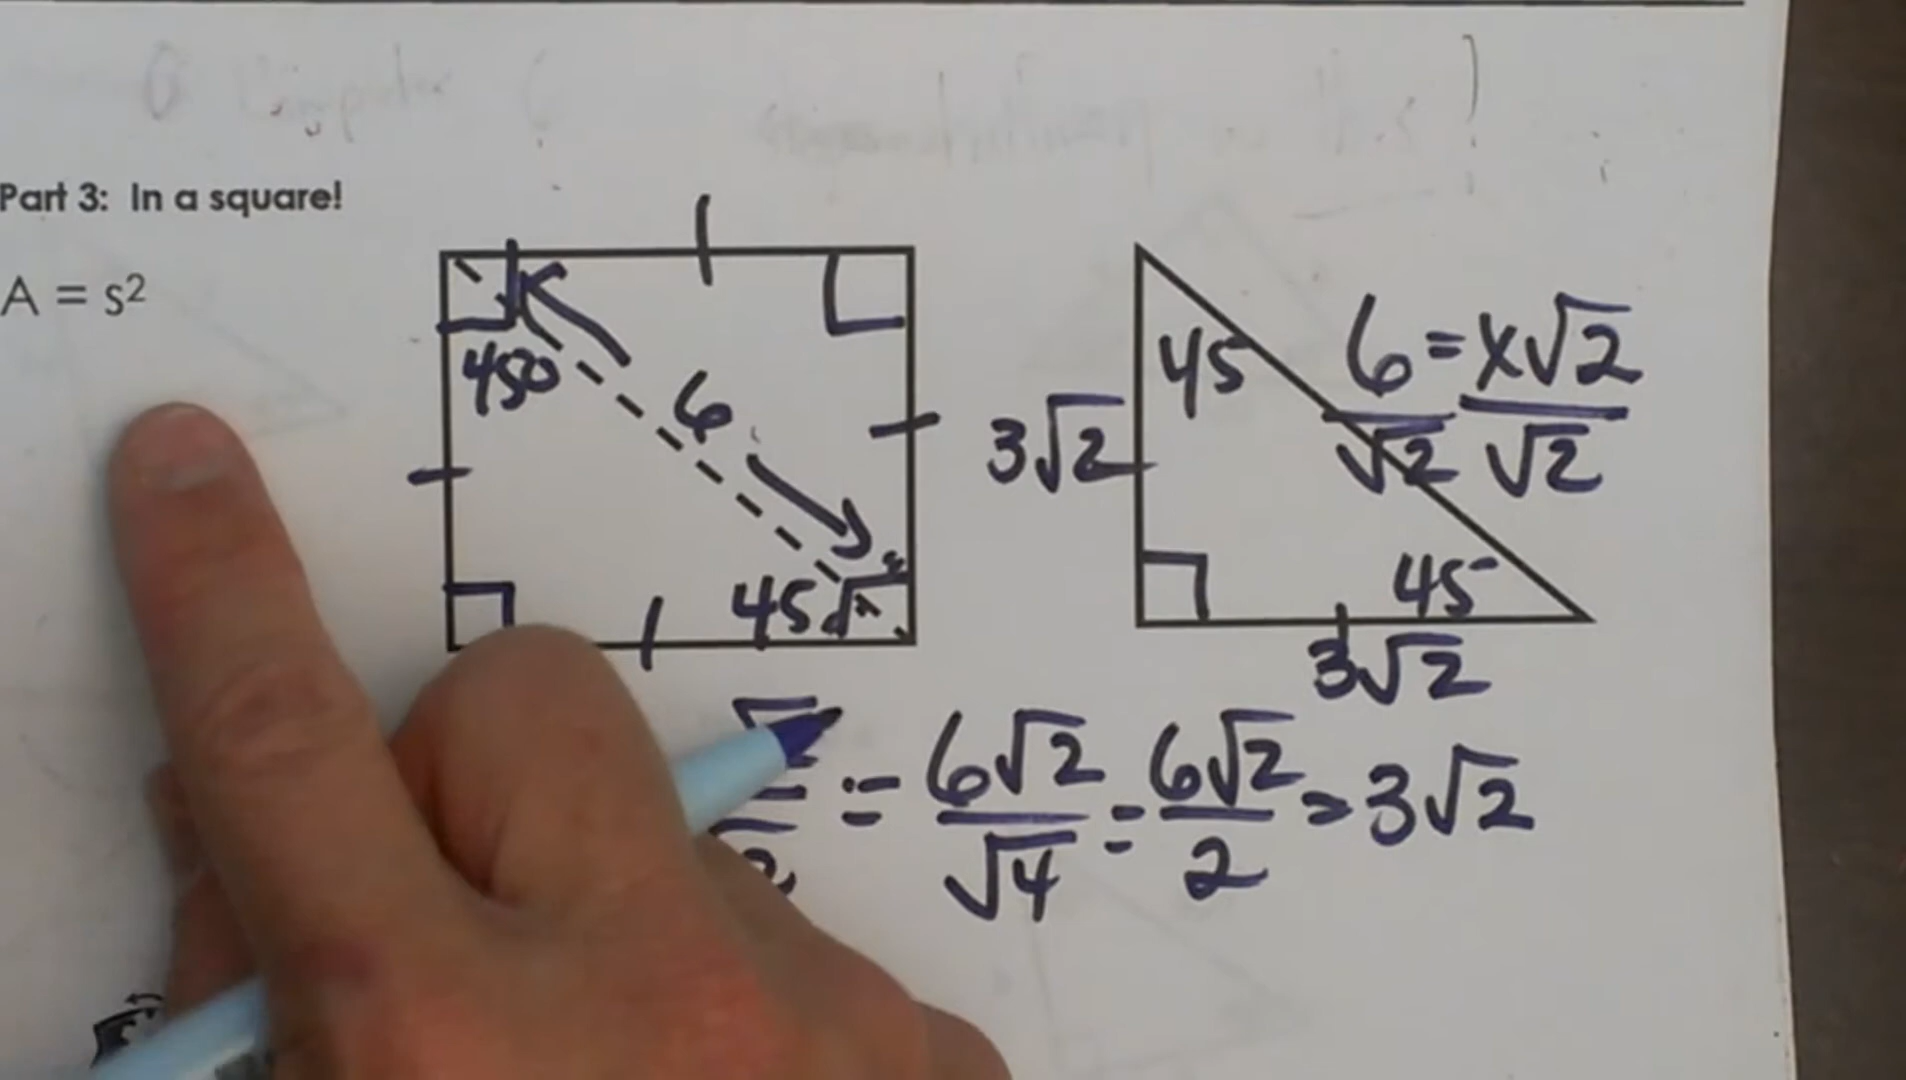 Part 3: In a square!
A = s²
45°
6
45
45
6 = x√2
√2 √2
3√2
45
3√2
= 6√2/√4 = 6√2/2 = 3√2